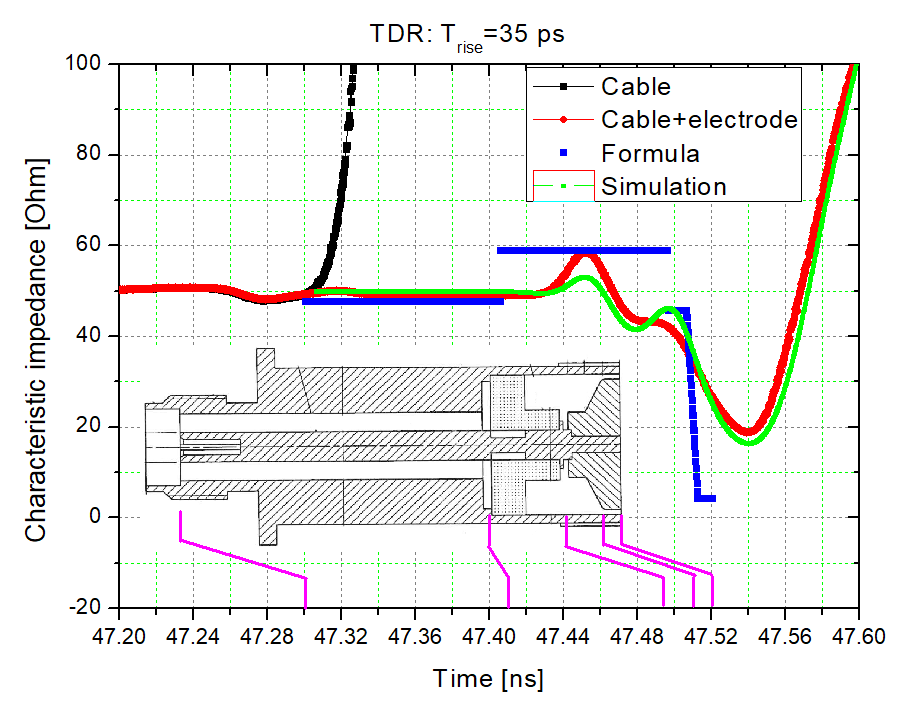 TDR: Trise=35 ps
Cable
Cable+electrode
Formula
Simulation
Characteristic impedance [Ohm]
100
80
60
40
20
0
-20
47.20 47.24 47.28 47.32 47.36 47.40 47.44 47.48 47.52 47.56 47.60
Time [ns]